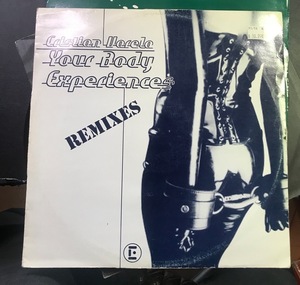 Cristian Varela
Your Body
Experiences
REMIXES